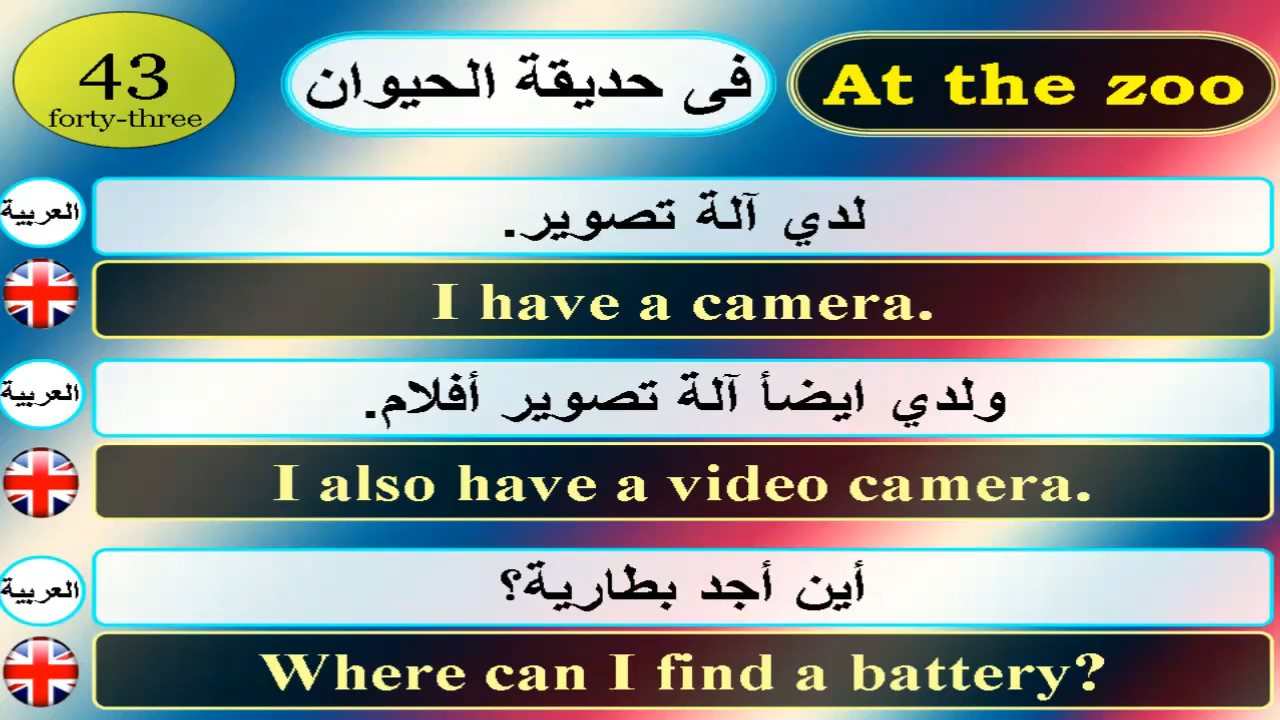 43
forty-three
فى حديقة الحيوان
At the zoo
العربية
لدي آلة تصوير.
I have a camera.
العربية
ولدي ايضأ آلة تصوير أفلام.
I also have a video camera.
العربية
أين أجد بطارية؟
Where can I find a battery?